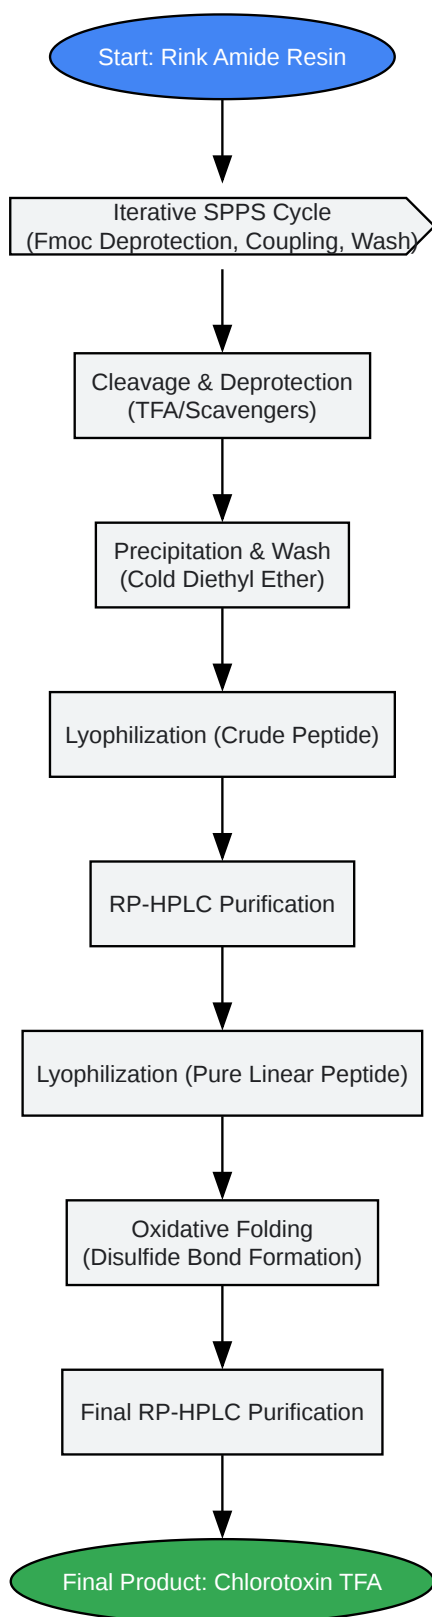 Start: Rink Amide Resin
Iterative SPPS Cycle
(Fmoc Deprotection, Coupling, Wash)
Cleavage & Deprotection
(TFA/Scavengers)
Precipitation & Wash
(Cold Diethyl Ether)
Lyophilization (Crude Peptide)
RP-HPLC Purification
Lyophilization (Pure Linear Peptide)
Oxidative Folding
(Disulfide Bond Formation)
Final RP-HPLC Purification
Final Product: Chlorotoxin TFA